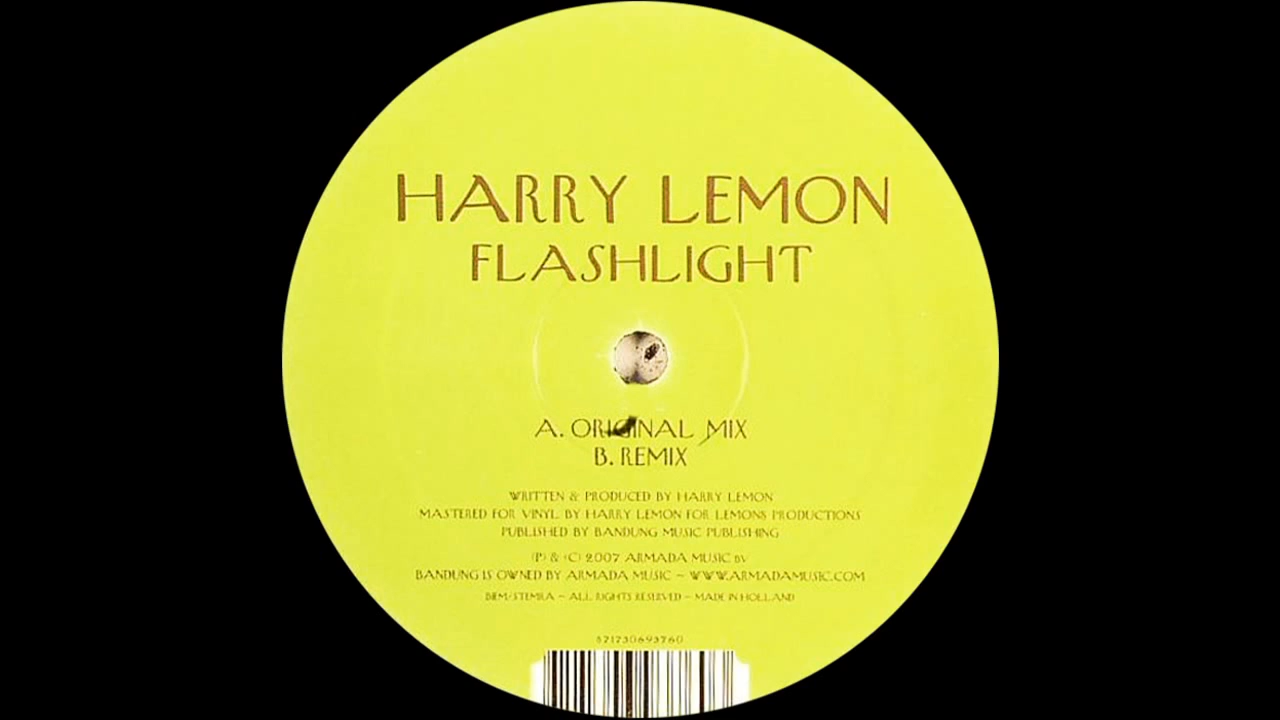 HARRY LEMON
FLASHLIGHT
A. ORIGINAL MIX
B. REMIX
WRITTEN & PRODUCED BY HARRY LEMON
MASTERED FOR VINYL BY HARRY LEMON FOR LEMON8 PRODUCTIONS
PUBLISHED BY BANDUNG MUSIC PUBLISHING
(P) & (C) 2007 ARMADA MUSIC BV
BANDUNG IS OWNED BY ARMADA MUSIC ~ WWW.ARMADAMUSIC.COM
BIEM/STEMRA ~ ALL RIGHTS RESERVED ~ MADE IN HOLLAND
871730693760